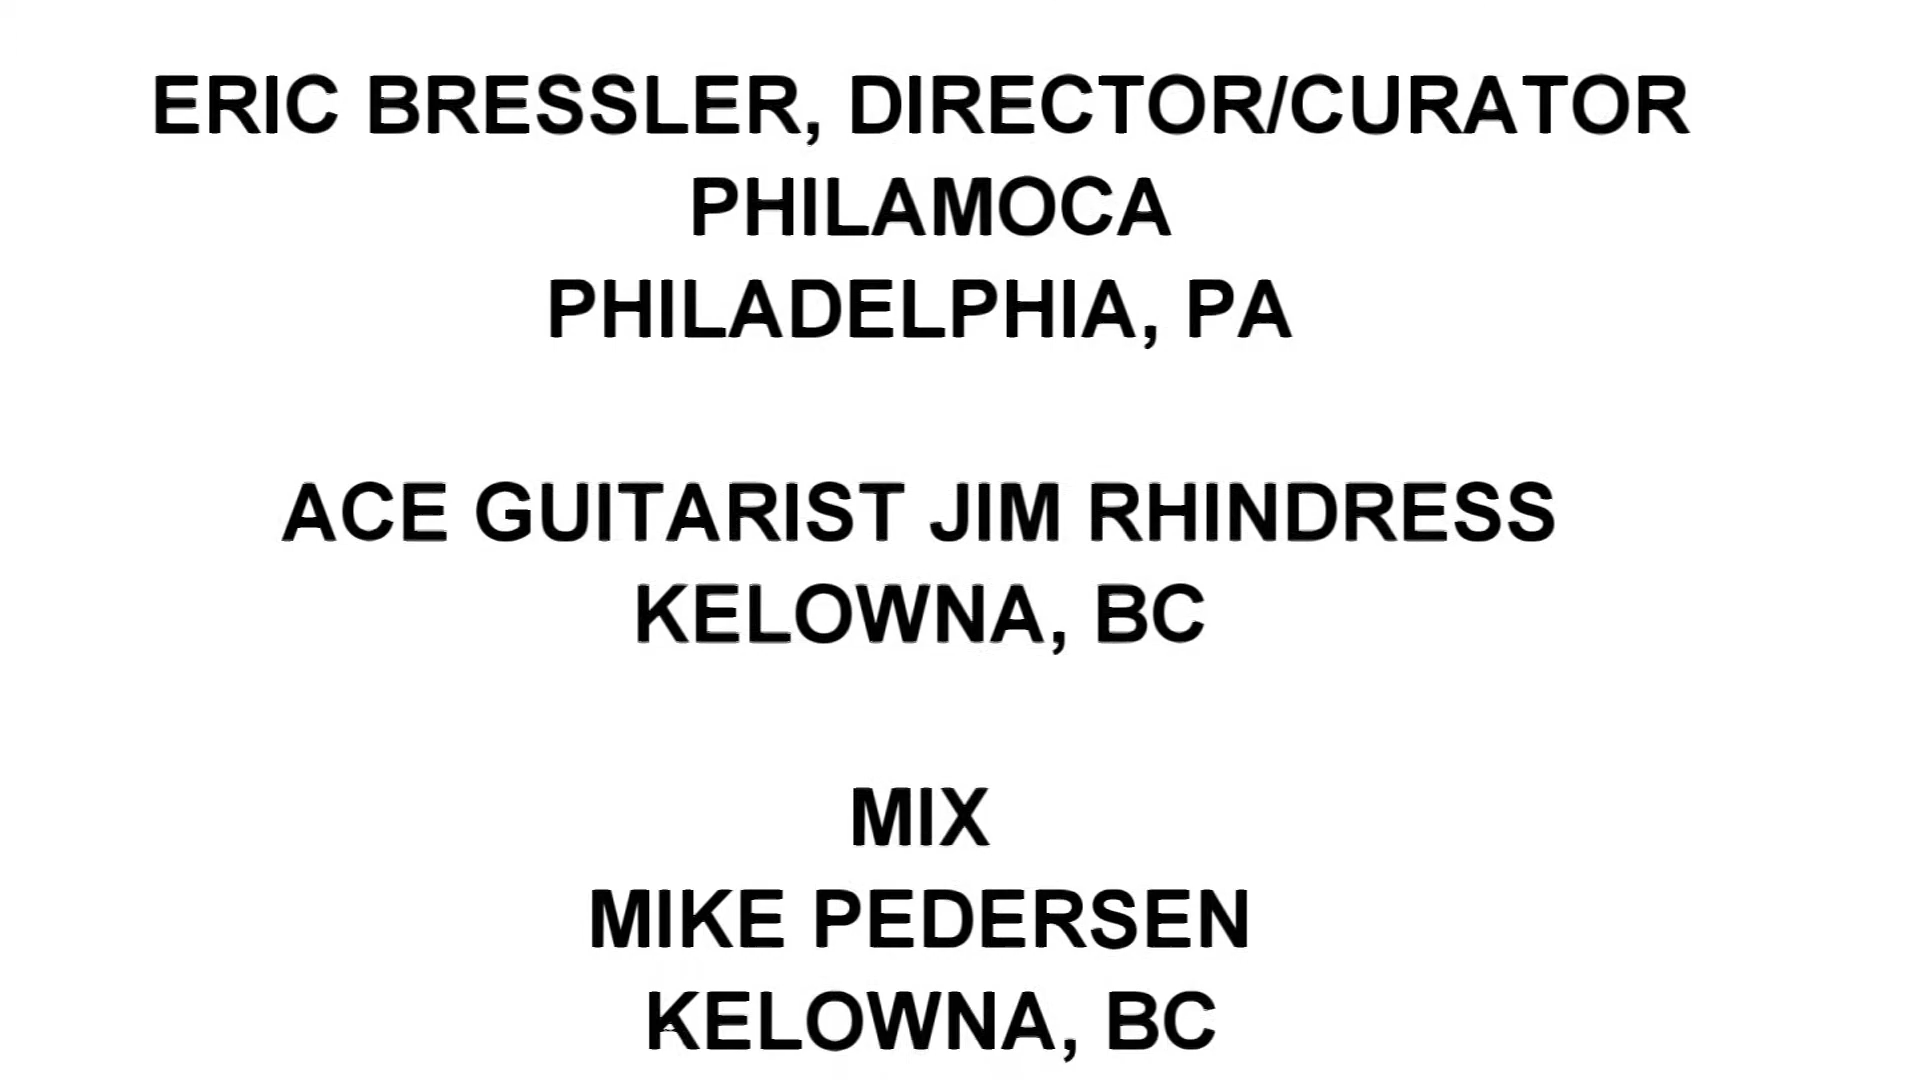 ERIC BRESSLER, DIRECTOR/CURATOR
PHILAMOCA
PHILADELPHIA, PA
ACE GUITARIST JIM RHINDRESS
KELOWNA, BC
MIX
MIKE PEDERSEN
KELOWNA, BC